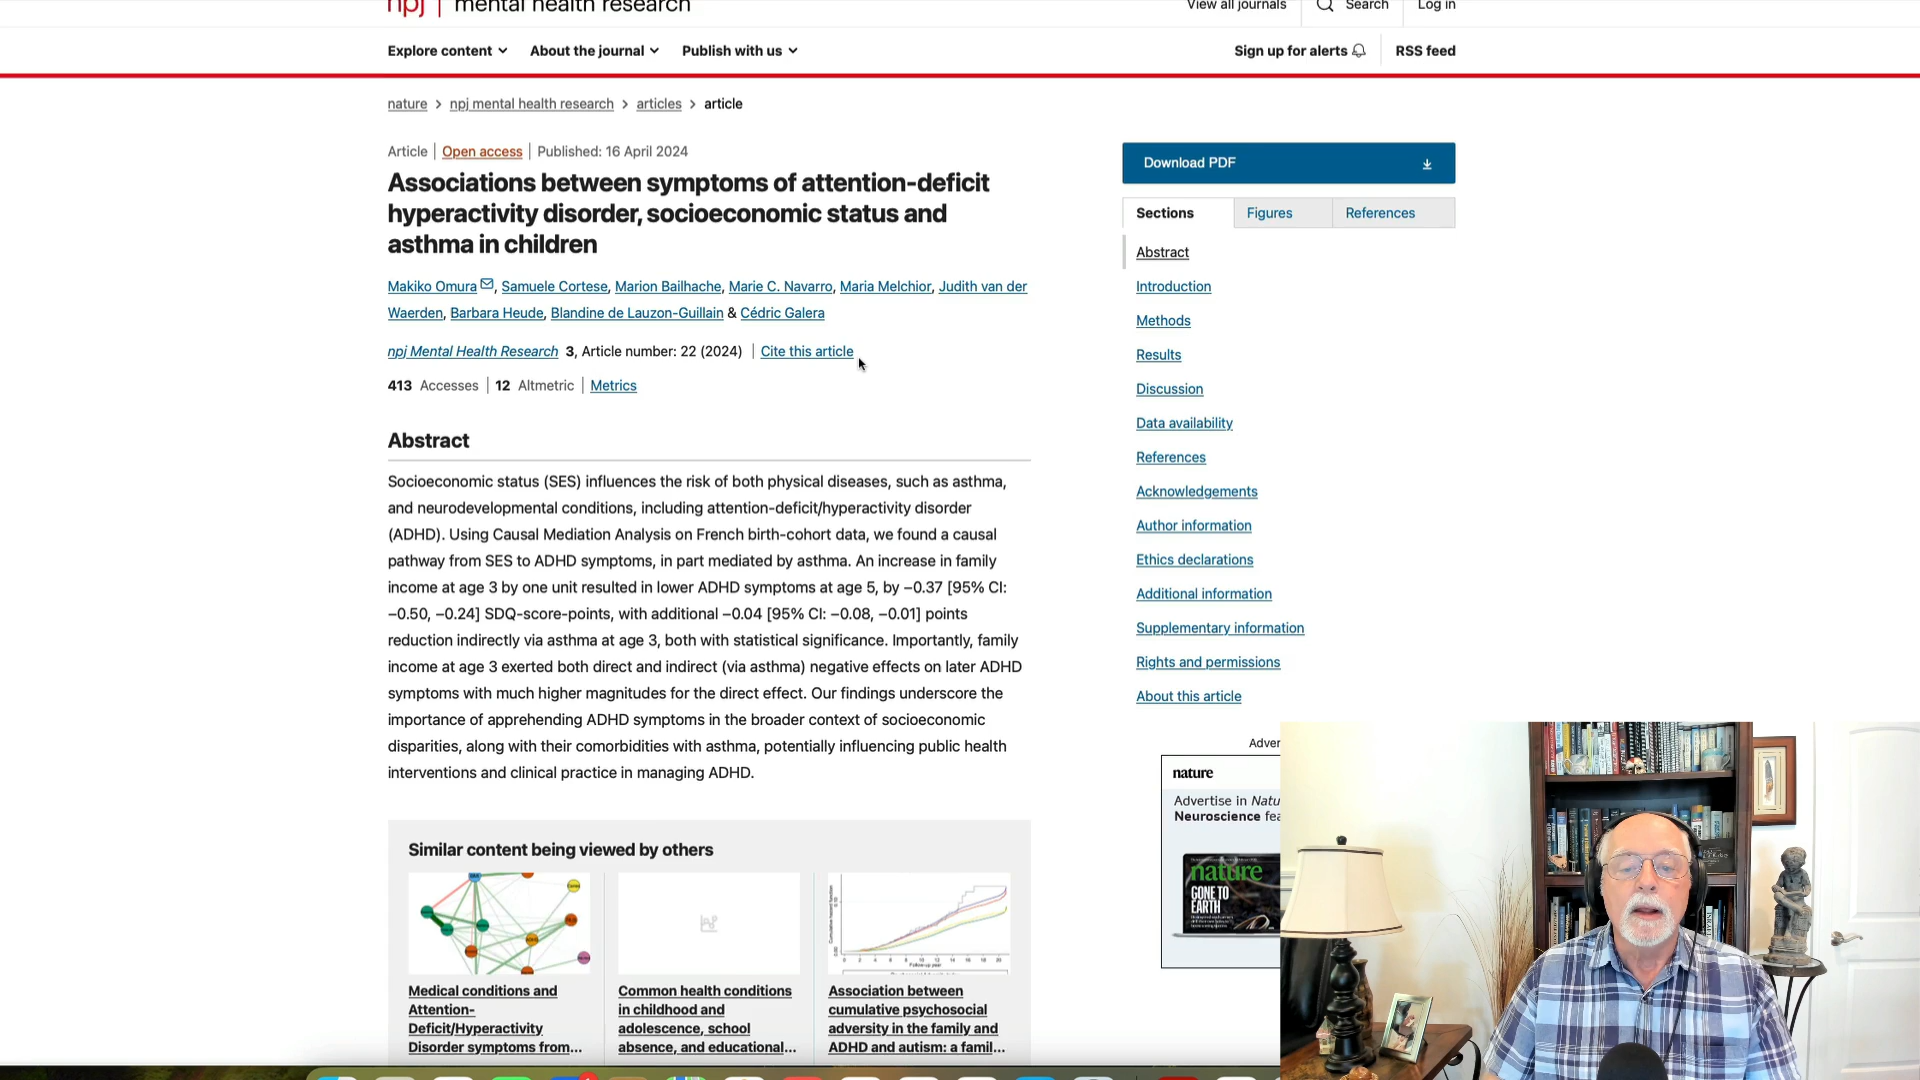 npj | mental health research
View all journals
Search
Log in
Explore content
About the journal
Publish with us
Sign up for alerts
RSS feed
nature > npj mental health research > articles > article
Article | Open access | Published: 16 April 2024
Associations between symptoms of attention-deficit
hyperactivity disorder, socioeconomic status and
asthma in children
Makiko Omura, Samuele Cortese, Marion Bailhache, Marie C. Navarro, Maria Melchior, Judith van der
Waerden, Barbara Heude, Blandine de Lauzon-Guillain & Cédric Galera
npj Mental Health Research 3, Article number: 22 (2024) | Cite this article
413 Accesses | 12 Altmetric | Metrics
Abstract
Socioeconomic status (SES) influences the risk of both physical diseases, such as asthma,
and neurodevelopmental conditions, including attention-deficit/hyperactivity disorder
(ADHD). Using Causal Mediation Analysis on French birth-cohort data, we found a causal
pathway from SES to ADHD symptoms, in part mediated by asthma. An increase in family
income at age 3 by one unit resulted in lower ADHD symptoms at age 5, by −0.37 [95% CI:
−0.50, −0.24] SDQ-score-points, with additional −0.04 [95% CI: −0.08, −0.01] points
reduction indirectly via asthma at age 3, both with statistical significance. Importantly, family
income at age 3 exerted both direct and indirect (via asthma) negative effects on later ADHD
symptoms with much higher magnitudes for the direct effect. Our findings underscore the
importance of apprehending ADHD symptoms in the broader context of socioeconomic
disparities, along with their comorbidities with asthma, potentially influencing public health
interventions and clinical practice in managing ADHD.
Similar content being viewed by others
Medical conditions and
Attention-
Deficit/Hyperactivity
Disorder symptoms from...
Common health conditions
in childhood and
adolescence, school
absence, and educational...
Association between
cumulative psychosocial
adversity in the family and
ADHD and autism: a famil...
Download PDF
Sections
Figures
References
Abstract
Introduction
Methods
Results
Discussion
Data availability
References
Acknowledgements
Author information
Ethics declarations
Additional information
Supplementary information
Rights and permissions
About this article
Adver
nature
Advertise in Natu
Neuroscience fea
nature
GONE TO
EARTH